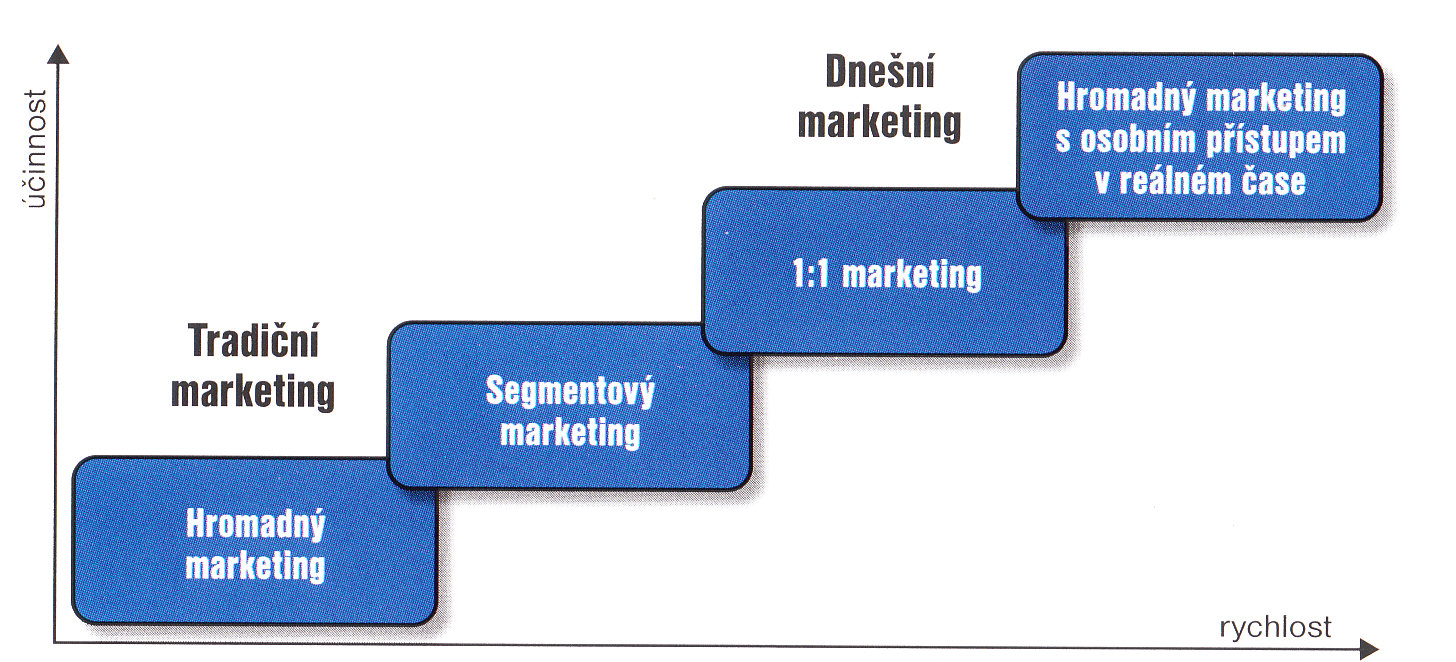 účinnost
Dnešní
marketing
Hromadný marketing
s osobním přístupem
v reálném čase
1:1 marketing
Tradiční
marketing
Segmentový
marketing
Hromadný
marketing
rychlost